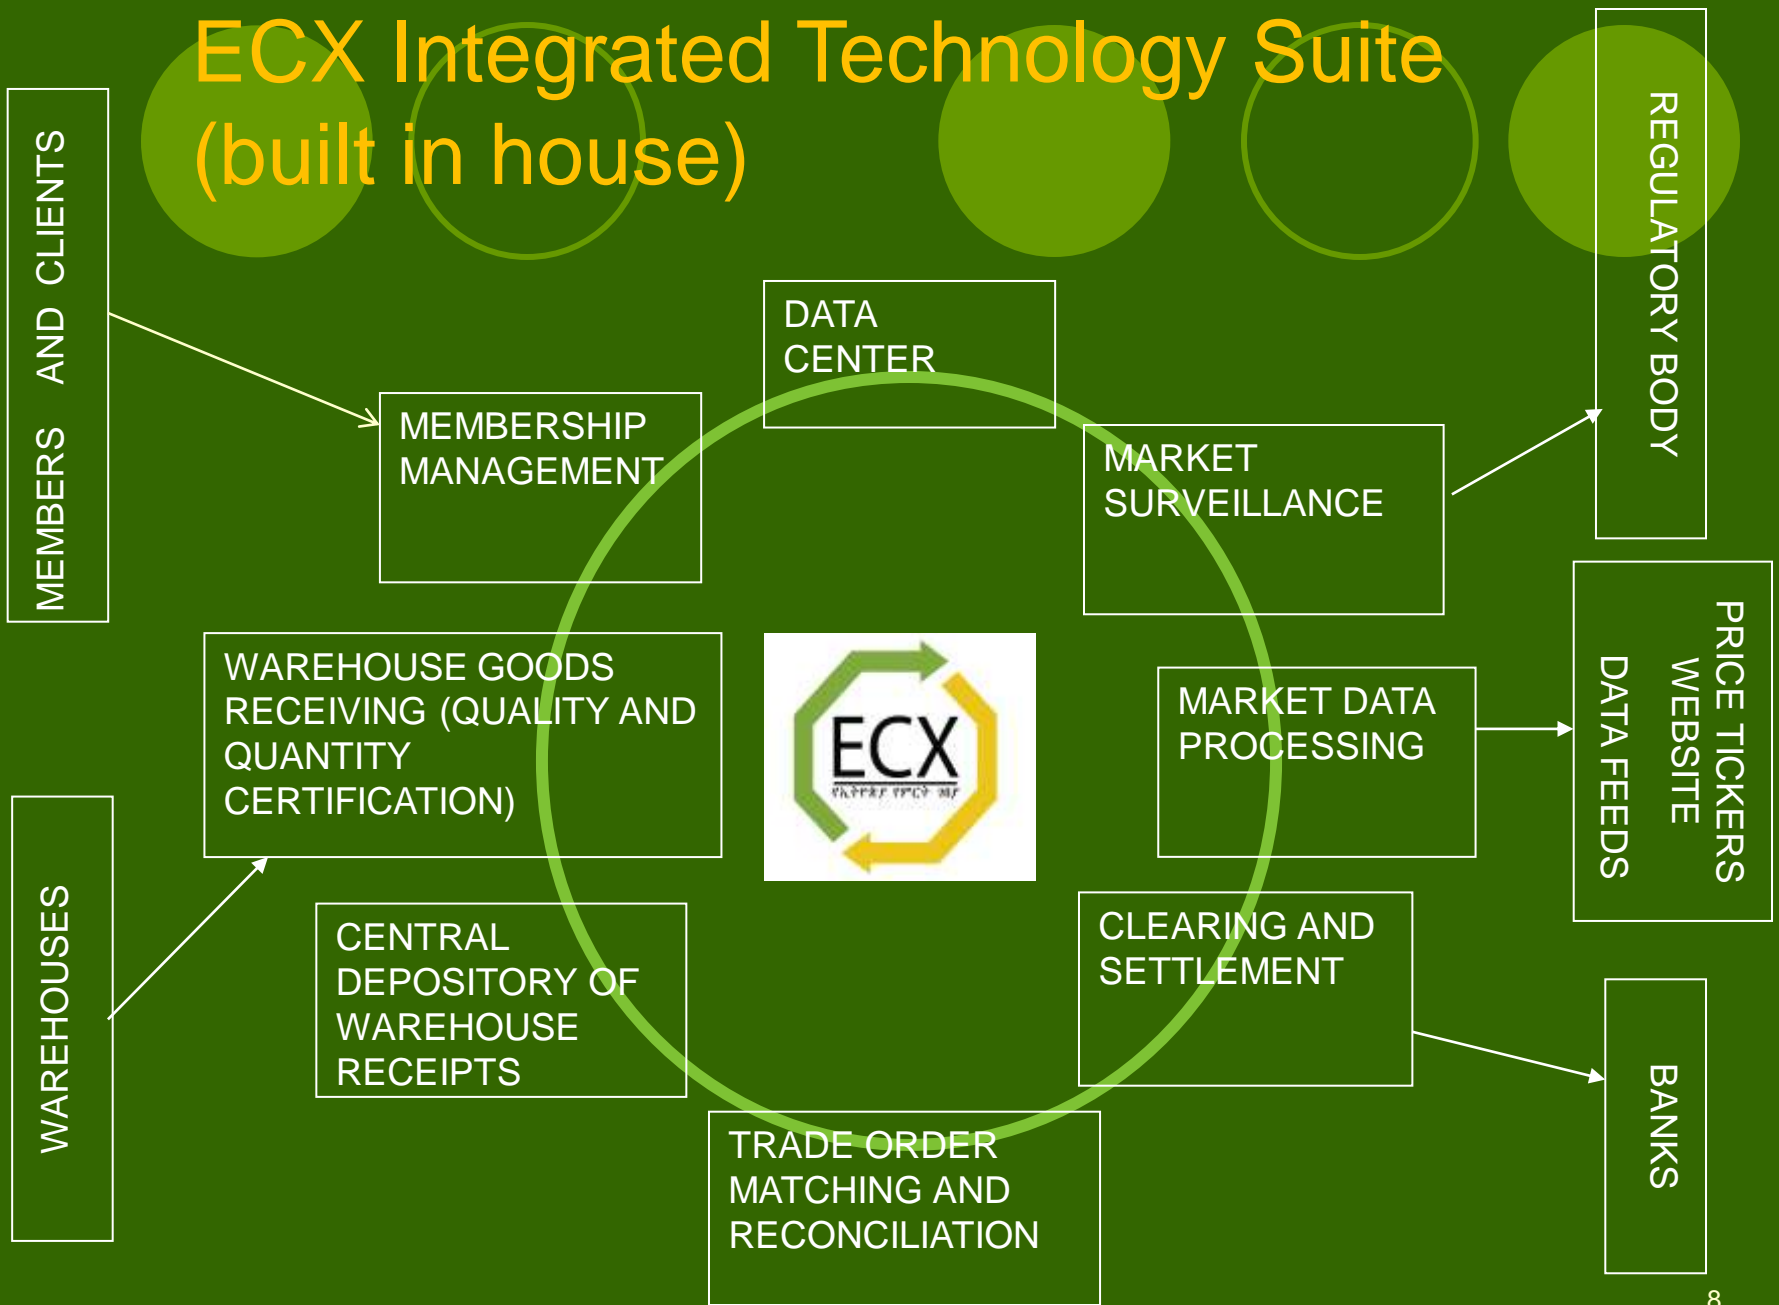 ECX Integrated Technology Suite
(built in house)
MEMBERS AND CLIENTS
REGULATORY BODY
DATA
CENTER
MEMBERSHIP
MANAGEMENT
MARKET
SURVEILLANCE
WAREHOUSE GOODS
RECEIVING (QUALITY AND
QUANTITY
CERTIFICATION)
ECX
MARKET DATA
PROCESSING
PRICE TICKERS
WEBSITE
DATA FEEDS
WAREHOUSES
CENTRAL
DEPOSITORY OF
WAREHOUSE
RECEIPTS
CLEARING AND
SETTLEMENT
BANKS
TRADE ORDER
MATCHING AND
RECONCILIATION
8